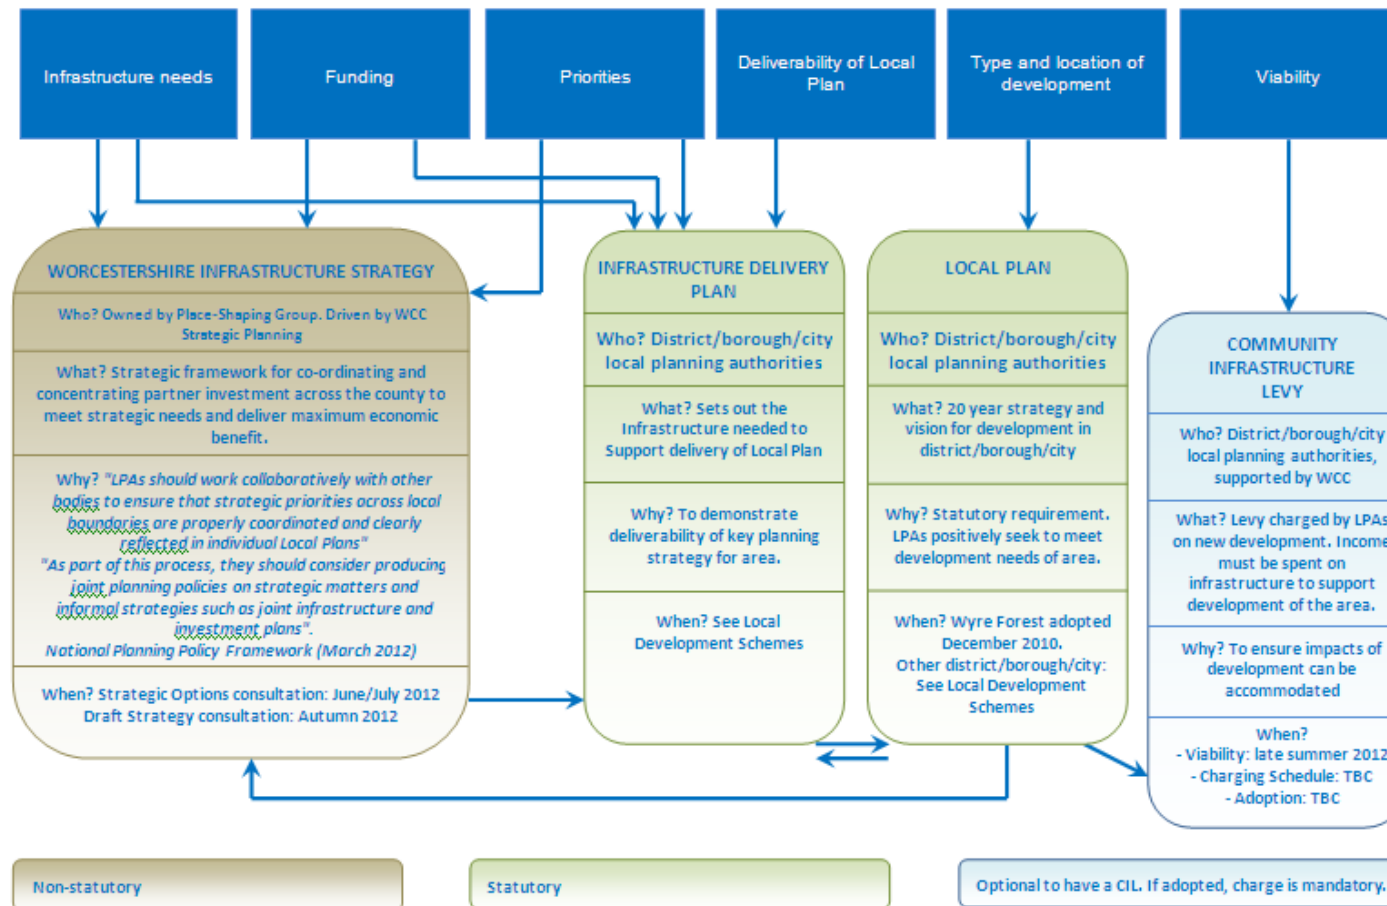 Infrastructure needs
Funding
Priorities
Deliverability of Local
Plan
Type and location of
development
Viability
WORCESTERSHIRE INFRASTRUCTURE STRATEGY
Who? Owned by Place-Shaping Group. Driven by WCC
Strategic Planning
What? Strategic framework for co-ordinating and
concentrating partner investment across the county to
meet strategic needs and deliver maximum economic
benefit.
Why? "LPAs should work collaboratively with other
bodies to ensure that strategic priorities across local
boundaries are properly coordinated and clearly
reflected in individual Local Plans"
"As part of this process, they should consider producing
joint planning policies on strategic matters and
informal strategies such as joint infrastructure and
investment plans".
National Planning Policy Framework (March 2012)
When? Strategic Options consultation: June/July 2012
Draft Strategy consultation: Autumn 2012
INFRASTRUCTURE DELIVERY
PLAN
Who? District/borough/city
local planning authorities
What? Sets out the
Infrastructure needed to
Support delivery of Local Plan
Why? To demonstrate
deliverability of key planning
strategy for area.
When? See Local
Development Schemes
LOCAL PLAN
Who? District/borough/city
local planning authorities
What? 20 year strategy and
vision for development in
district/borough/city
Why? Statutory requirement.
LPAs positively seek to meet
development needs of area.
When? Wyre Forest adopted
December 2010.
Other district/borough/city:
See Local Development
Schemes
COMMUNITY
INFRASTRUCTURE
LEVY
Who? District/borough/city
local planning authorities,
supported by WCC
What? Levy charged by LPAs
on new development. Income
must be spent on
infrastructure to support
development of the area.
Why? To ensure impacts of
development can be
accommodated
When?
- Viability: late summer 2012
- Charging Schedule: TBC
- Adoption: TBC
Non-statutory
Statutory
Optional to have a CIL. If adopted, charge is mandatory.